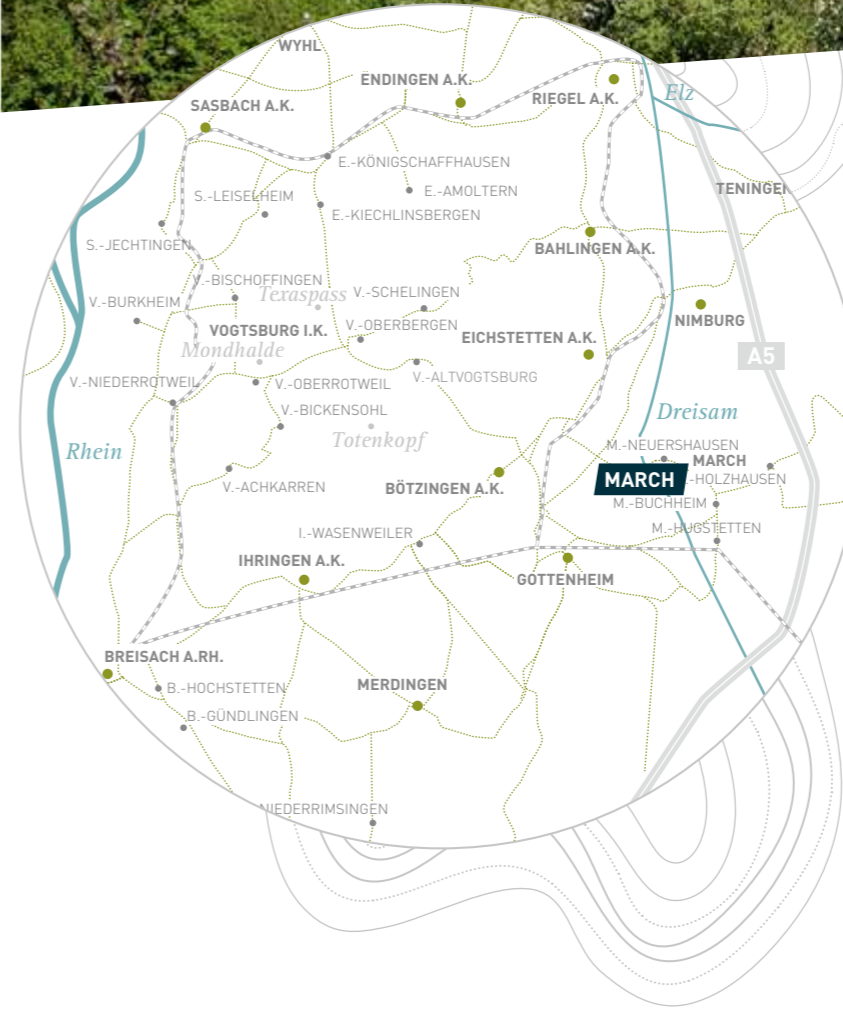 WYHL
ENDINGEN A.K.
Elz
RIEGEL A.K.
SASBACH A.K.
E.-KÖNIGSCHAFFHAUSEN
TENINGEN
E.-AMOLTERN
S.-LEISELHEIM
E.-KIECHLINSBERGEN
S.-JECHTINGEN
BAHLINGEN A.K.
V.-BISCHOFFINGEN
Texaspass
V.-SCHELINGEN
V.-BURKHEIM
NIMBURG
V.-OBERBERGEN
VOGTSBURG I.K.
EICHSTETTEN A.K.
Mondhalde
A5
V.-ALTVOGTSBURG
V.-NIEDERROTWEIL
V.-OBERROTWEIL
V.-BICKENSOHL
Dreisam
Totenkopf
M.-NEUERSHAUSEN
Rhein
MARCH
MARCH
-HOLZHAUSEN
V.-ACHKARREN
BÖTZINGEN A.K.
M.-BUCHHEIM
M.-HUGSTETTEN
I.-WASENWEILER
IHRINGEN A.K.
GOTTENHEIM
BREISACH A.RH.
MERDINGEN
B.-HOCHSTETTEN
B.-GÜNDLINGEN
NIEDERRIMSINGEN